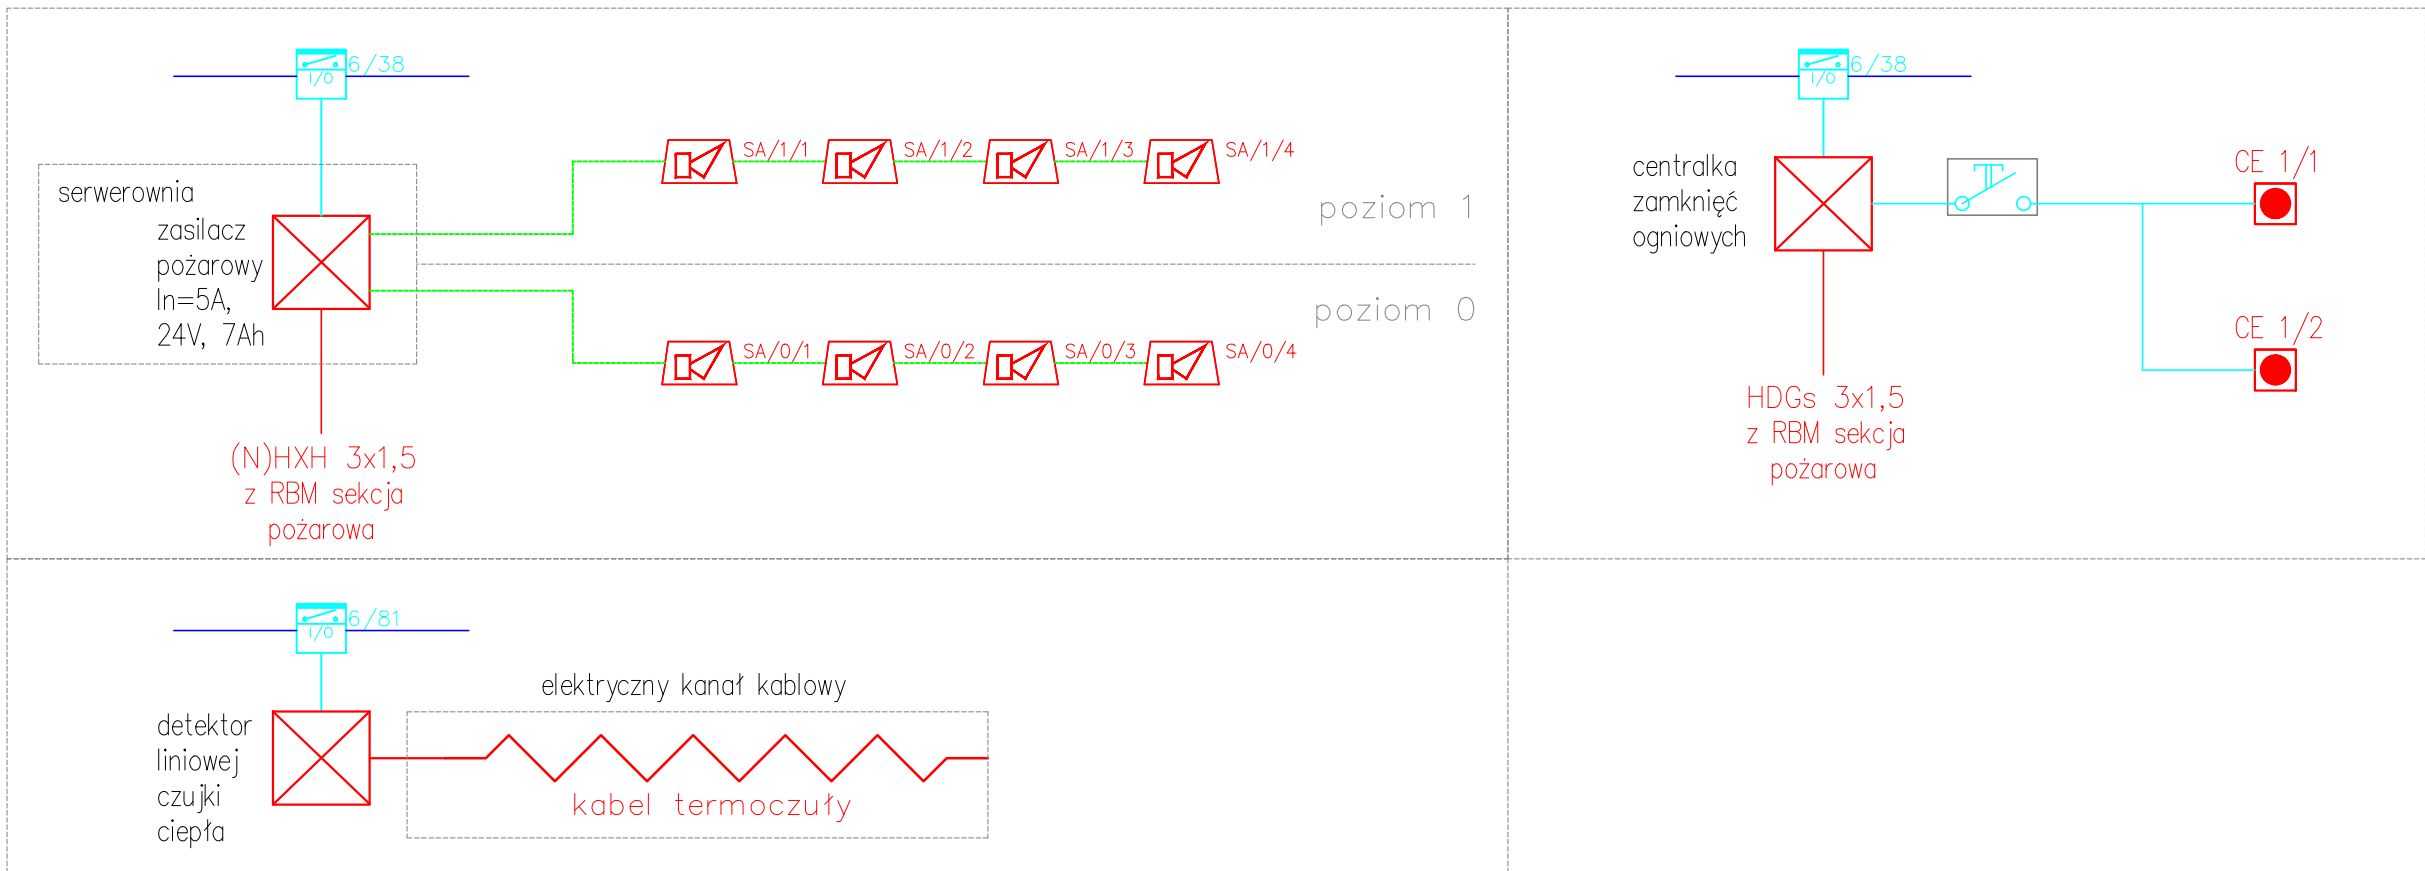 6/38
I/O
serwerownia
zasilacz
pożarowy
In=5A,
24V, 7Ah
SA/1/1 SA/1/2 SA/1/3 SA/1/4
poziom 1
poziom 0
SA/0/1 SA/0/2 SA/0/3 SA/0/4
(N)HXH 3x1,5
z RBM sekcja
pożarowa
6/38
I/O
centralka
zamknięć
ogniowych
CE 1/1
CE 1/2
HDGs 3x1,5
z RBM sekcja
pożarowa
6/81
I/O
elektryczny kanał kablowy
detektor
liniowej
czujki
ciepła
kabel termoczuły